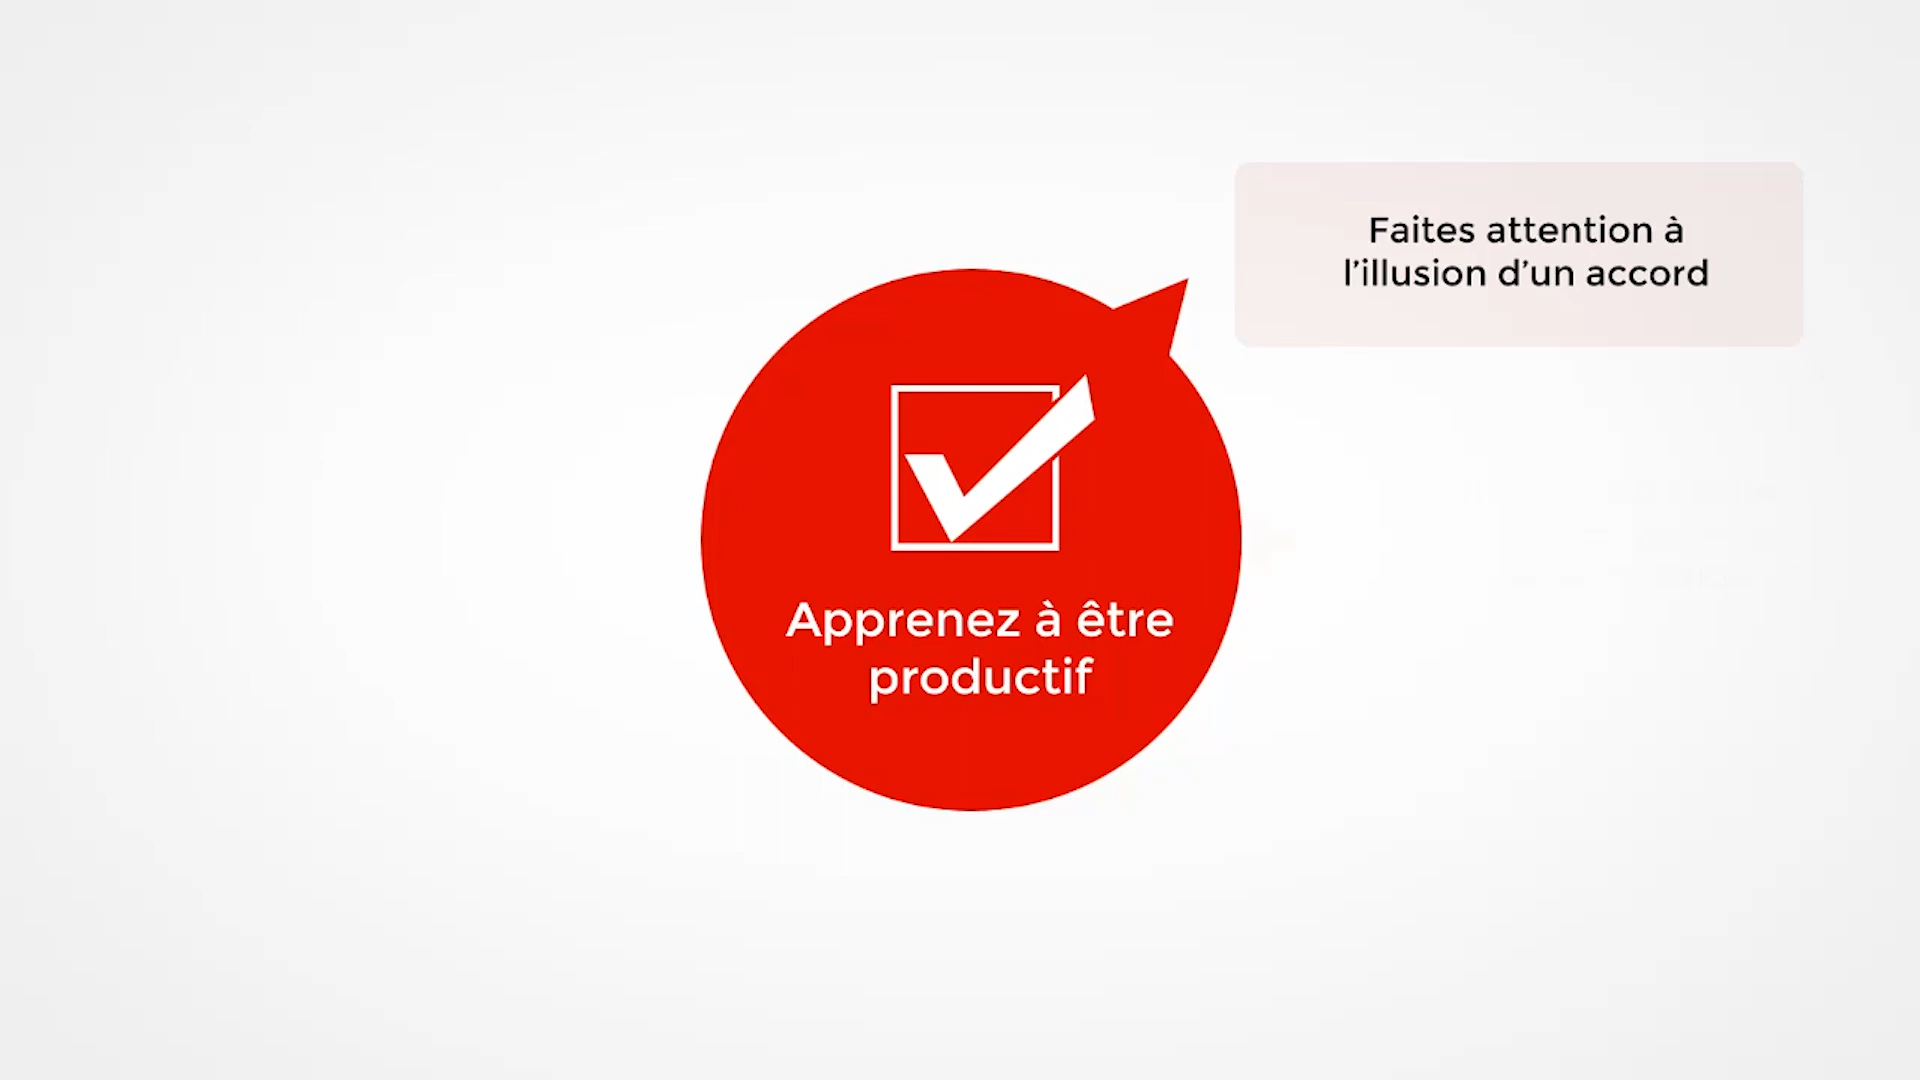 Faites attention à
l’illusion d’un accord
Apprenez à être
productif